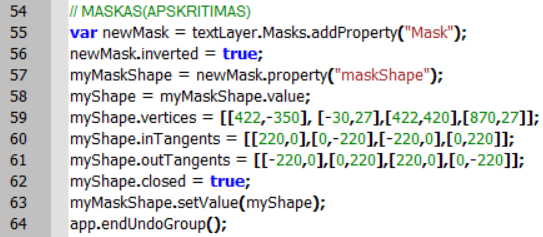 54 // MASKAS(APSKRITIMAS)
55 var newMask = textLayer.Masks.addProperty("Mask");
56 newMask.inverted = true;
57 myMaskShape = newMask.property("maskShape");
58 myShape = myMaskShape.value;
59 myShape.vertices = [[422,-350], [-30,27],[422,420],[870,27]];
60 myShape.inTangents = [[220,0],[0,-220],[-220,0],[0,220]];
61 myShape.outTangents = [[-220,0],[0,220],[220,0],[0,-220]];
62 myShape.closed = true;
63 myMaskShape.setValue(myShape);
64 app.endUndoGroup();